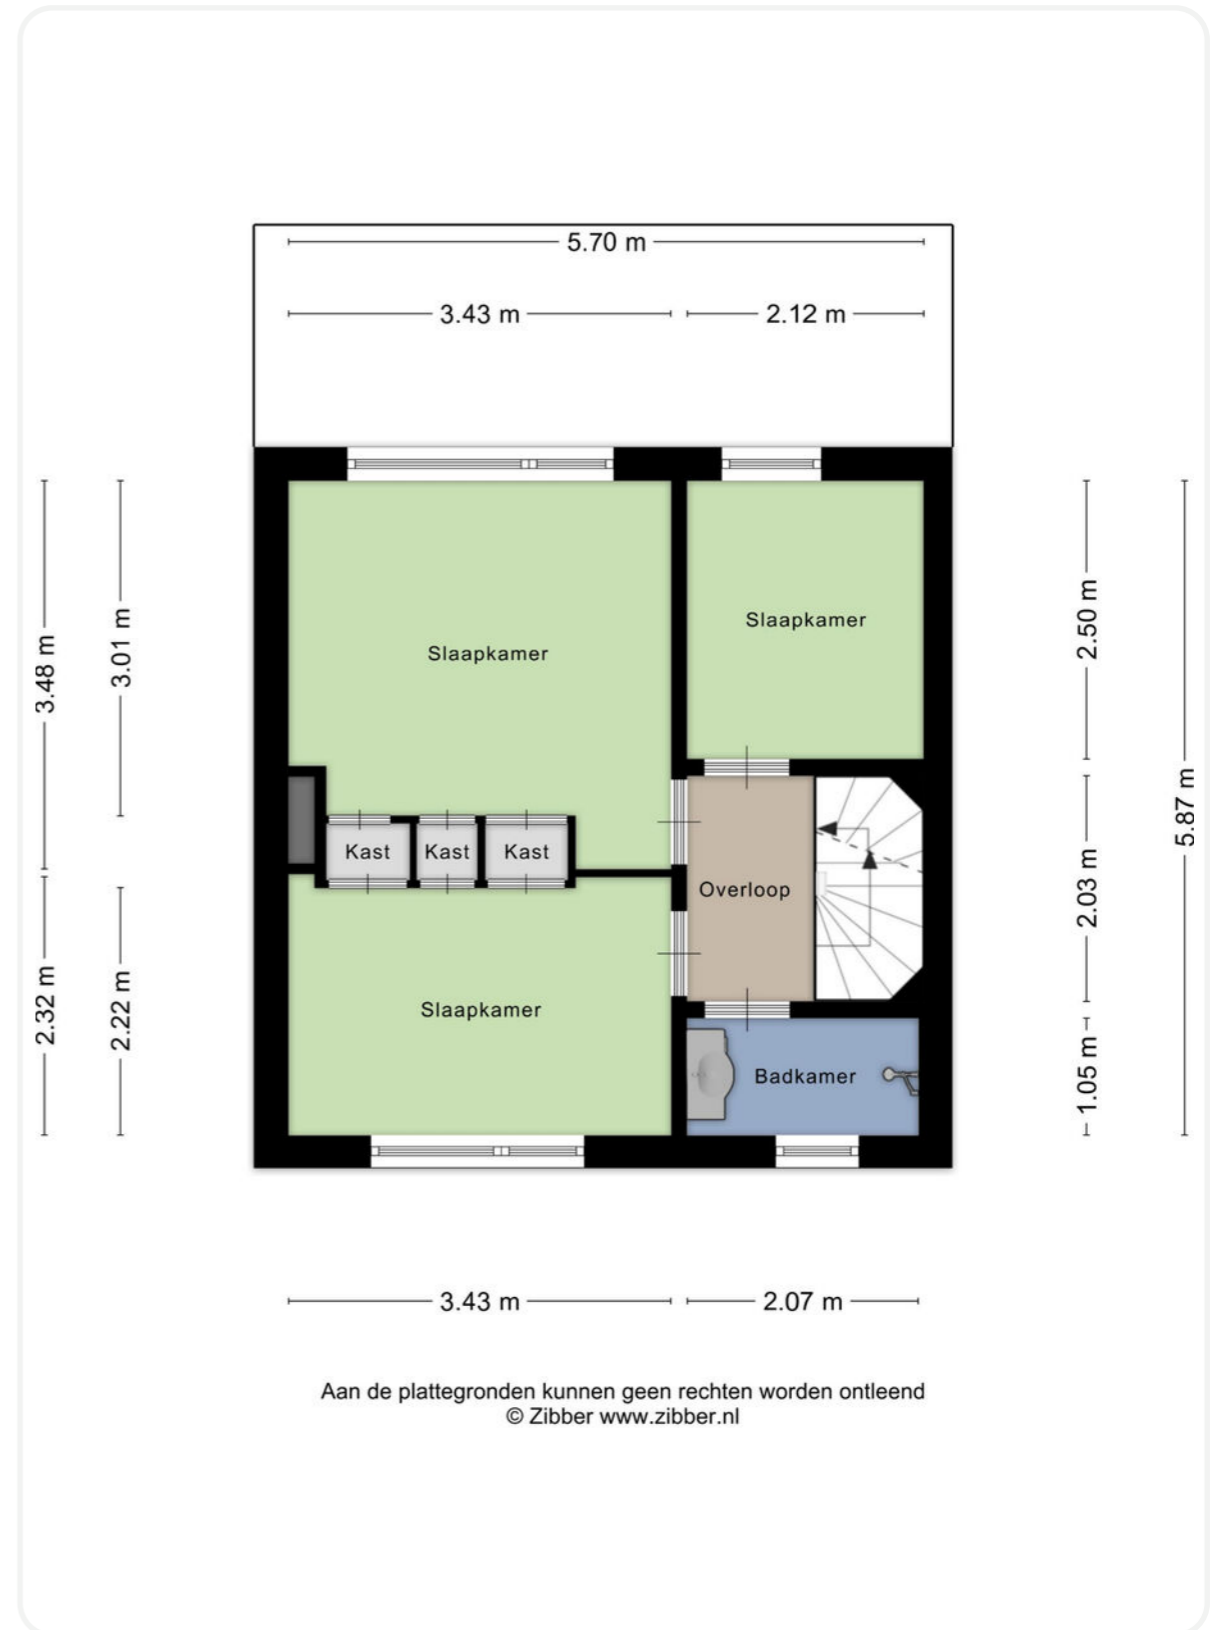 5.70 m
3.43 m
2.12 m
3.48 m
3.01 m
2.50 m
5.87 m
Slaapkamer
Slaapkamer
Kast
Kast
Kast
Overloop
2.03 m
2.32 m
2.22 m
Slaapkamer
Badkamer
1.05 m
3.43 m
2.07 m
Aan de plattegronden kunnen geen rechten worden ontleend
© Zibber www.zibber.nl